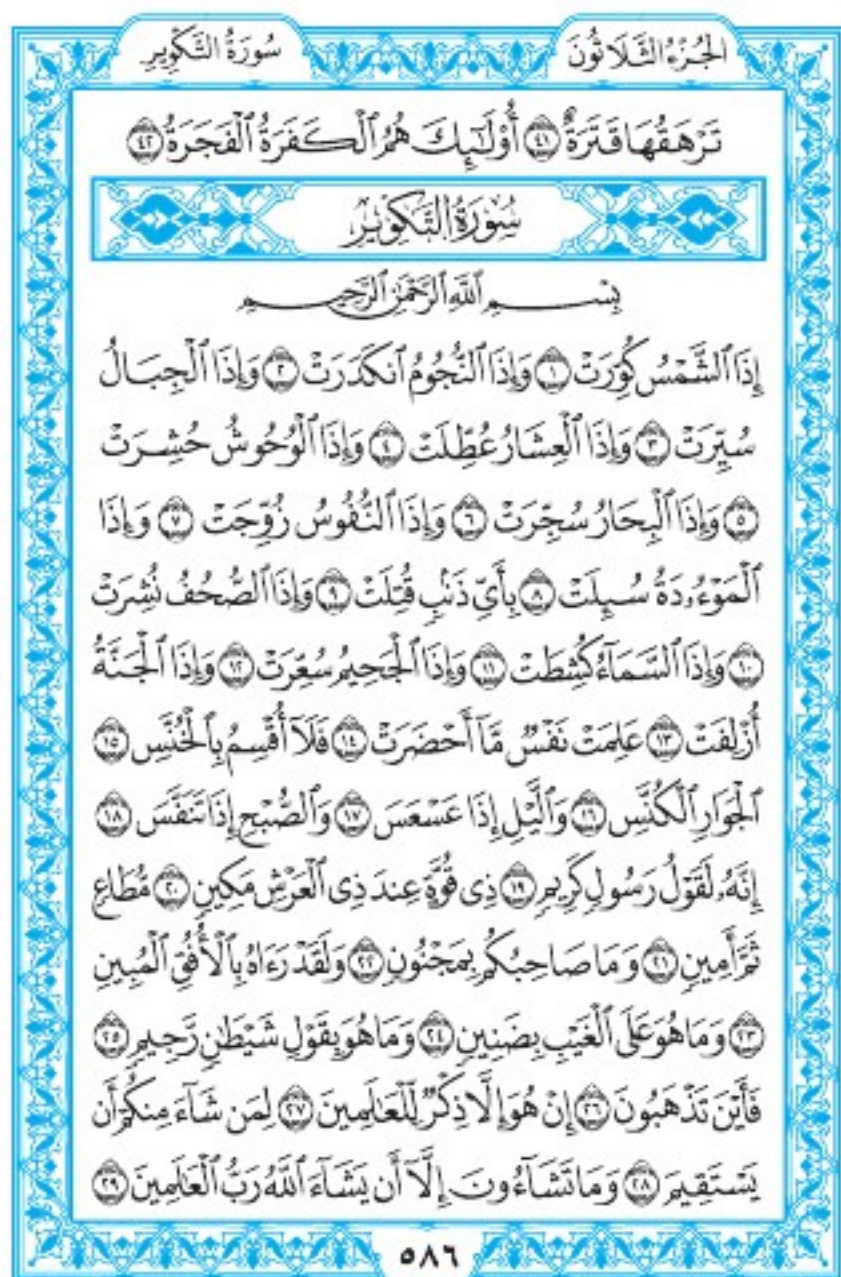 الجُزْءُ الثَّلَاثُونَ
سُورَةُ التَّكْوِيرِ
تَرْهَقُهَا قَتَرَةٌ ٤١ أُوْلَٰٓئِكَ هُمُ ٱلْكَفَرَةُ ٱلْفَجَرَةُ ٤٢
سُورَةُ التَّكْوِيرِ
بِسْمِ ٱللَّهِ ٱلرَّحْمَٰنِ ٱلرَّحِيمِ
إِذَا ٱلشَّمْسُ كُوِّرَتْ ١ وَإِذَا ٱلنُّجُومُ ٱنكَدَرَتْ ٢ وَإِذَا ٱلْجِبَالُ
سُيِّرَتْ ٣ وَإِذَا ٱلْعِشَارُ عُطِّلَتْ ٤ وَإِذَا ٱلْوُحُوشُ حُشِرَتْ
٥ وَإِذَا ٱلْبِحَارُ سُجِّرَتْ ٦ وَإِذَا ٱلنُّفُوسُ زُوِّجَتْ ٧ وَإِذَا
ٱلْمَوْءُۥدَةُ سُئِلَتْ ٨ بِأَيِّ ذَنۢبٍ قُتِلَتْ ٩ وَإِذَا ٱلصُّحُفُ نُشِرَتْ
١٠ وَإِذَا ٱلسَّمَآءُ كُشِطَتْ ١١ وَإِذَا ٱلْجَحِيمُ سُعِّرَتْ ١٢ وَإِذَا ٱلْجَنَّةُ
أُزْلِفَتْ ١٣ عَلِمَتْ نَفْسٌ مَّآ أَحْضَرَتْ ١٤ فَلَآ أُقْسِمُ بِٱلْخُنَّسِ ١٥
ٱلْجَوَارِ ٱلْكُنَّسِ ١٦ وَٱلَّيْلِ إِذَا عَسْعَسَ ١٧ وَٱلصُّبْحِ إِذَا تَنَفَّسَ ١٨
إِنَّهُۥ لَقَوْلُ رَسُولٍ كَرِيمٍ ١٩ ذِى قُوَّةٍ عِندَ ذِى ٱلْعَرْشِ مَكِينٍ ٢٠ مُّطَاعٍ
ثَمَّ أَمِينٍ ٢١ وَمَا صَاحِبُكُم بِمَجْنُونٍ ٢٢ وَلَقَدْ رَءَاهُ بِٱلْأُفُقِ ٱلْمُبِينِ
٢٣ وَمَا هُوَ عَلَى ٱلْغَيْبِ بِضَنِينٍ ٢٤ وَمَا هُوَ بِقَوْلِ شَيْطَٰنٍ رَّجِيمٍ ٢٥
فَأَيْنَ تَذْهَبُونَ ٢٦ إِنْ هُوَ إِلَّا ذِكْرٌ لِّلْعَٰلَمِينَ ٢٧ لِمَن شَآءَ مِنكُمْ أَن
يَسْتَقِيمَ ٢٨ وَمَا تَشَآءُونَ إِلَّآ أَن يَشَآءَ ٱللَّهُ رَبُّ ٱلْعَٰلَمِينَ ٢٩
٥٨٦